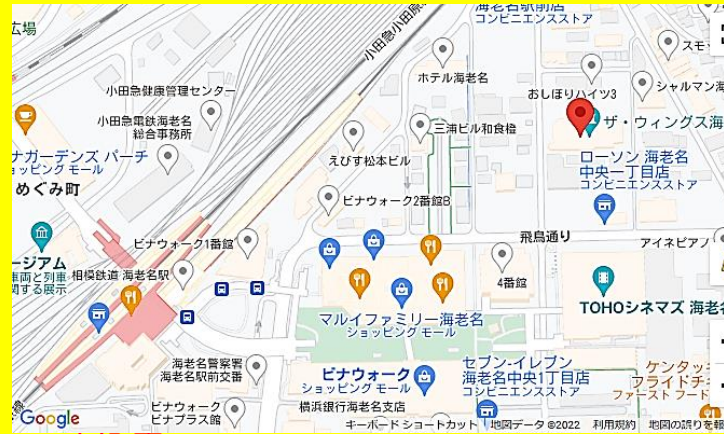 広場
小田急小田原
海老名駅前店
コンビニエンスストア
スモ
ホテル海老名
小田急健康管理センター
おしぼりハイツ3
シャルマン海
小田急電鉄海老名
総合事務所
三浦ビル和食楹
ザ・ウィングス海
ナガーデンズ パーチ
ョッピング モール
えびす松本ビル
ローソン 海老名
中央一丁目店
コンビニエンスストア
めぐみ町
ビナウォーク2番館B
ビナウォーク1番館
飛鳥通り
アイネピアノ
ージアム
車両と列車
関する展示
相模鉄道 海老名駅
4番館
TOHOシネマズ 海老名
マルイファミリー海老名
ショッピング モール
海老名警察署
海老名駅前交番
ビナウォーク
ショッピング モール
セブン-イレブン
海老名中央1丁目店
コンビニエンスストア
ケンタッ
フライドチ
ファースト フード
ビナウォーク
ビナプラス館
横浜銀行海老名支店
Google
キーボード ショートカット
地図データ ©2022
利用規約
地図の誤りを報